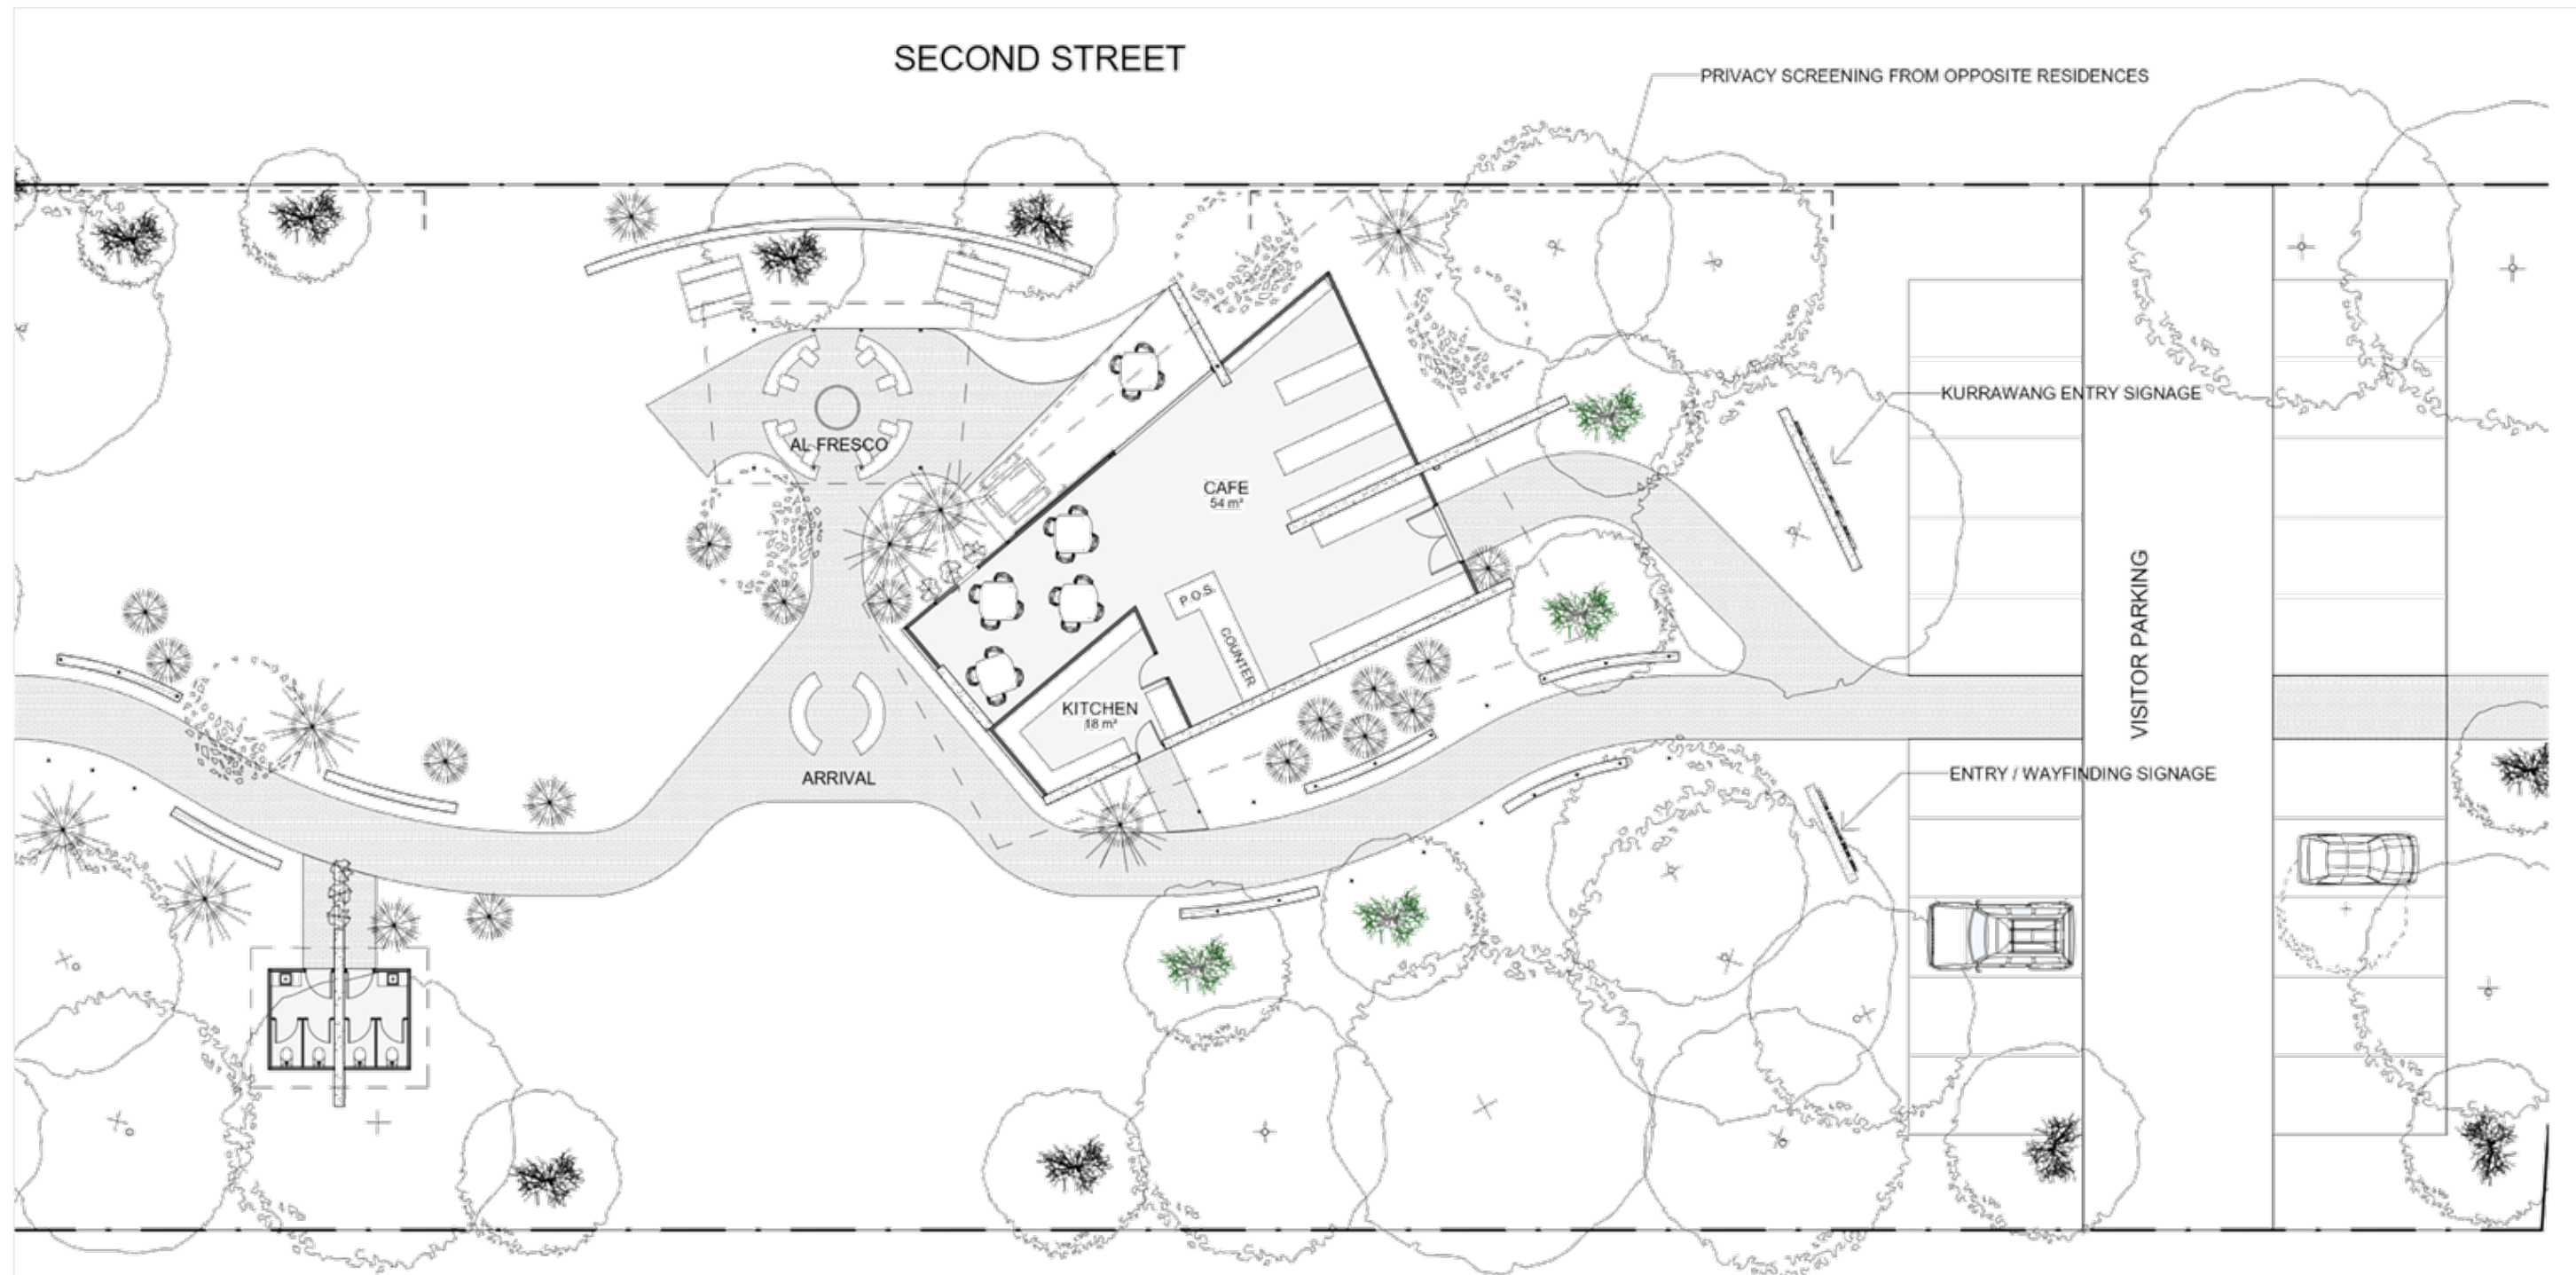 SECOND STREET
PRIVACY SCREENING FROM OPPOSITE RESIDENCES
KURRAWANG ENTRY SIGNAGE
AL FRESCO
CAFE
54 m²
P.O.S.
COUNTER
VISITOR PARKING
KITCHEN
18 m²
ARRIVAL
ENTRY / WAYFINDING SIGNAGE